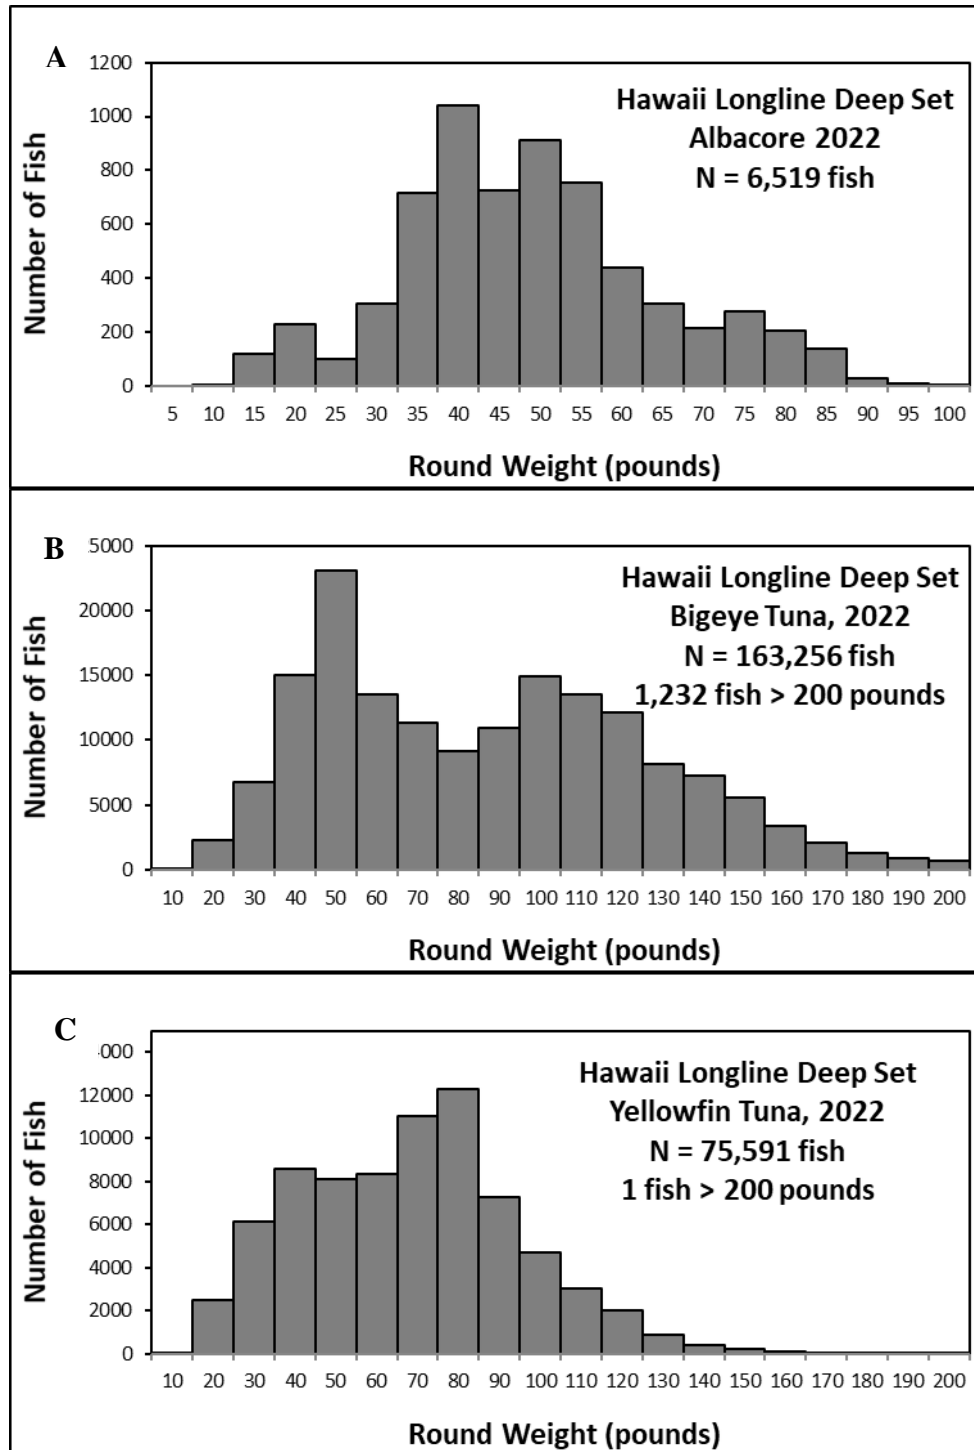 A
1200
1000
800
600
400
200
0
Number of Fish
Hawaii Longline Deep Set
Albacore 2022
N = 6,519 fish
5 10 15 20 25 30 35 40 45 50 55 60 65 70 75 80 85 90 95 100
Round Weight (pounds)
B
5000
20000
15000
10000
5000
0
Number of Fish
Hawaii Longline Deep Set
Bigeye Tuna, 2022
N = 163,256 fish
1,232 fish > 200 pounds
10 20 30 40 50 60 70 80 90 100 110 120 130 140 150 160 170 180 190 200
Round Weight (pounds)
C
4000
12000
10000
8000
6000
4000
2000
0
Number of Fish
Hawaii Longline Deep Set
Yellowfin Tuna, 2022
N = 75,591 fish
1 fish > 200 pounds
10 20 30 40 50 60 70 80 90 100 110 120 130 140 150 160 170 180 190 200
Round Weight (pounds)